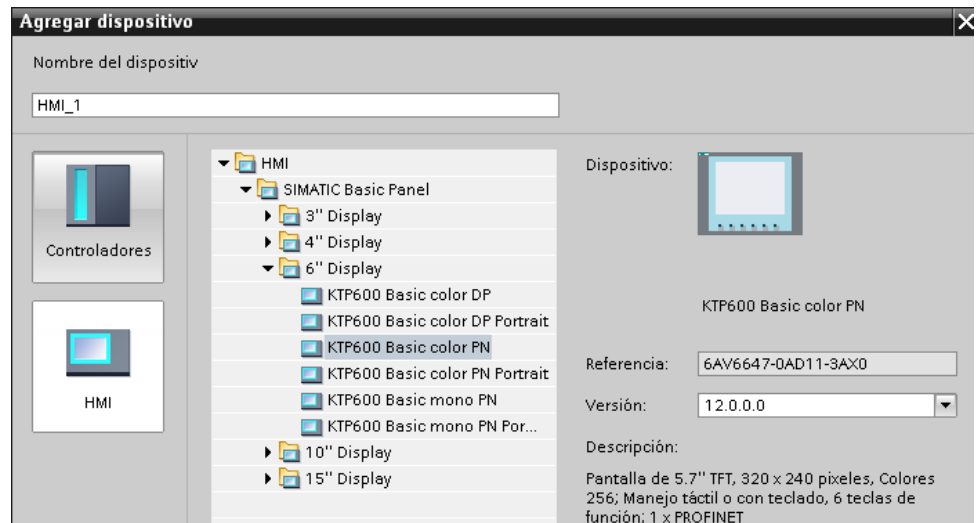 Agregar dispositivo
Nombre del dispositiv
HMI_1
Controladores
HMI
HMI
SIMATIC Basic Panel
3'' Display
4'' Display
6'' Display
KTP600 Basic color DP
KTP600 Basic color DP Portrait
KTP600 Basic color PN
KTP600 Basic color PN Portrait
KTP600 Basic mono PN
KTP600 Basic mono PN Por...
10'' Display
15'' Display
Dispositivo:
KTP600 Basic color PN
Referencia:
6AV6647-0AD11-3AX0
Versión:
12.0.0.0
Descripción:
Pantalla de 5.7'' TFT, 320 x 240 pixeles, Colores
256; Manejo táctil o con teclado, 6 teclas de
función; 1 x PROFINET